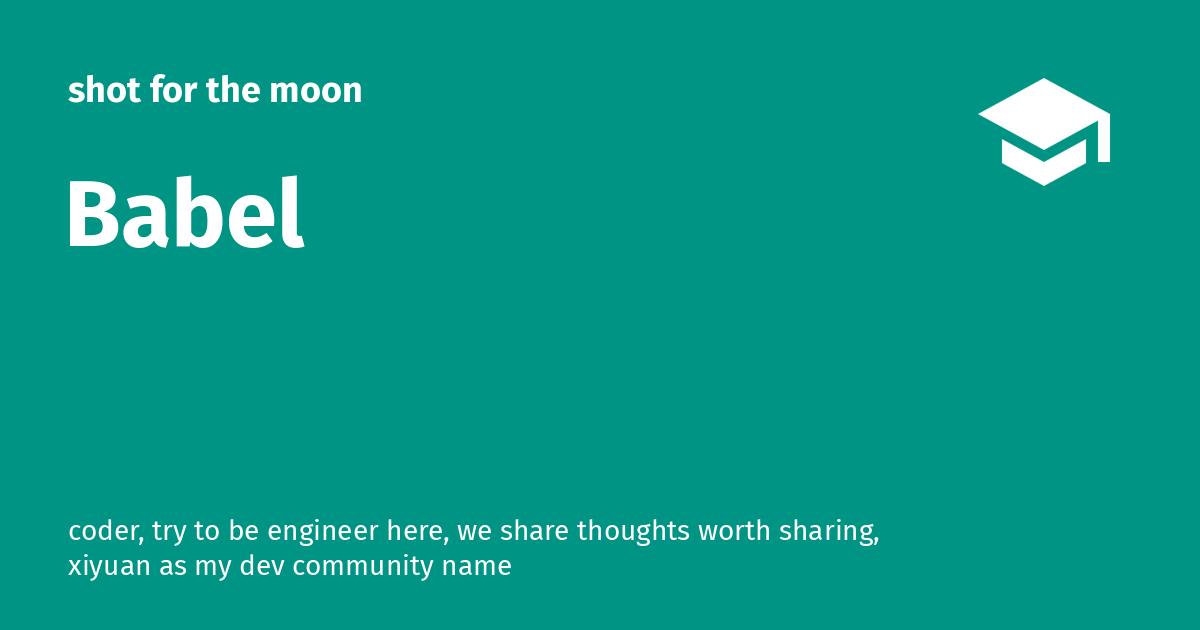 shot for the moon
Babel
coder, try to be engineer here, we share thoughts worth sharing,
xiyuan as my dev community name